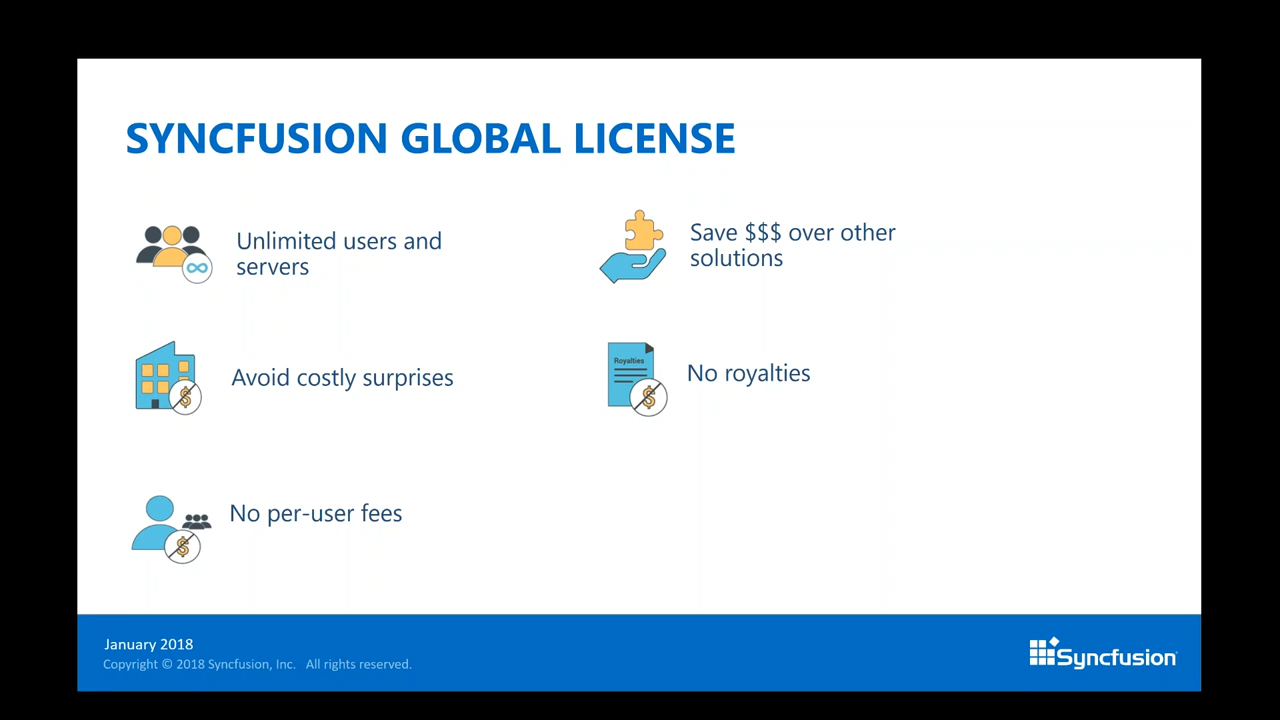 SYNCFUSION GLOBAL LICENSE
Unlimited users and
servers
Save $$$ over other
solutions
Avoid costly surprises
Royalties
No royalties
No per-user fees
January 2018
Copyright © 2018 Syncfusion, Inc. All rights reserved.
Syncfusion